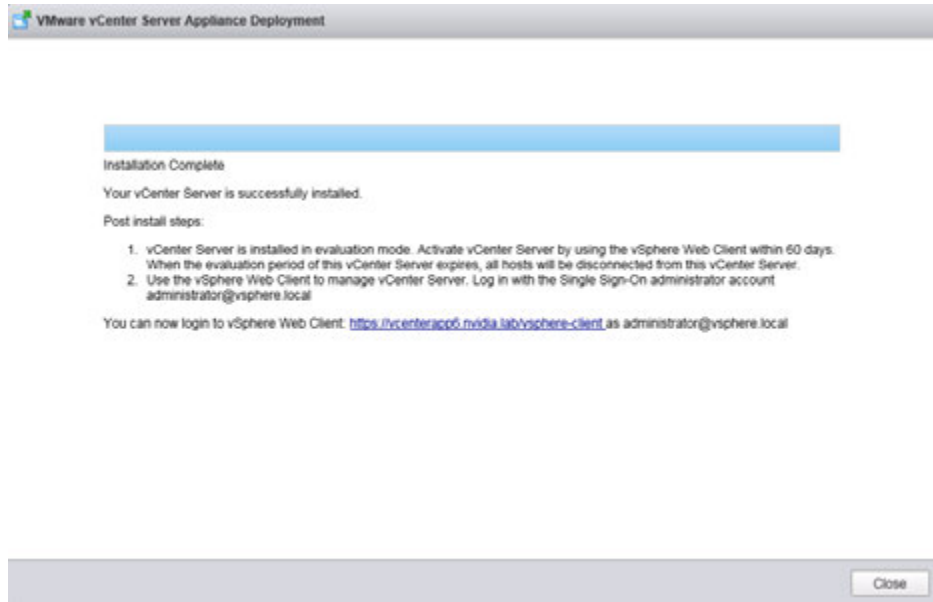 VMware vCenter Server Appliance Deployment
Installation Complete
Your vCenter Server is successfully installed.
Post install steps:
1. vCenter Server is installed in evaluation mode. Activate vCenter Server by using the vSphere Web Client within 60 days.
When the evaluation period of this vCenter Server expires, all hosts will be disconnected from this vCenter Server.
2. Use the vSphere Web Client to manage vCenter Server. Log in with the Single Sign-On administrator account
administrator@vsphere.local
You can now login to vSphere Web Client: https://vcenterapp6.nvidia.lab/vsphere-client as administrator@vsphere.local
Close